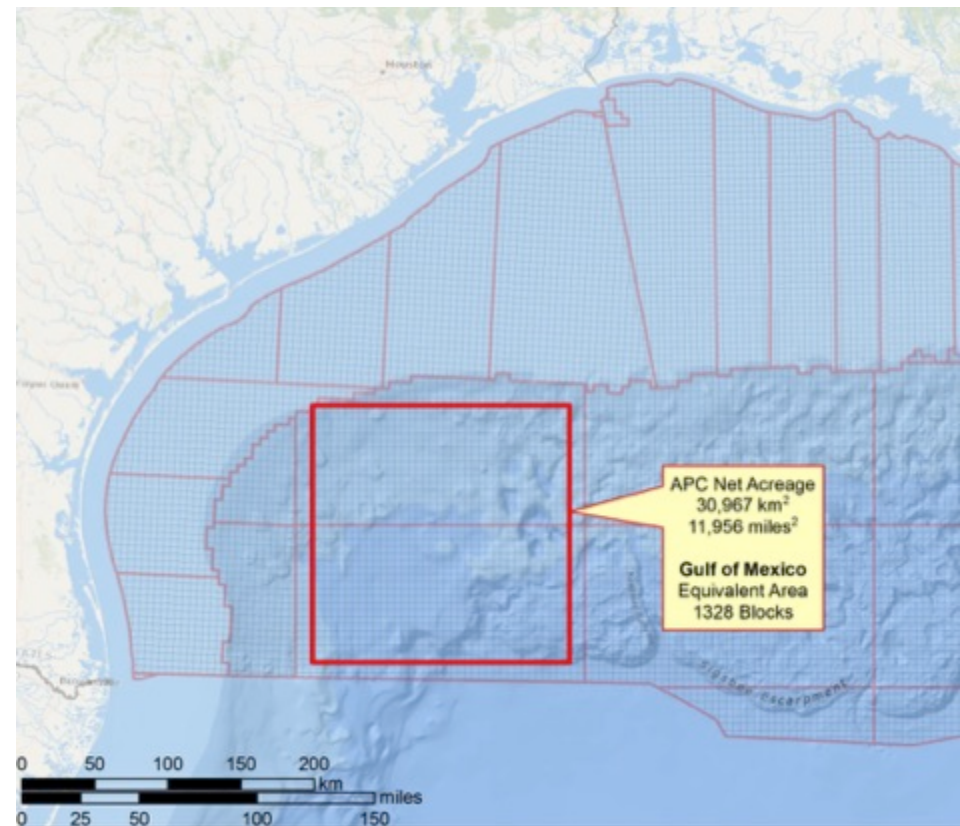 Houston
APC Net Acreage
30,967 km²
11,956 miles²
Gulf of Mexico
Equivalent Area
1328 Blocks
Sigsbee Escarpment
0 50 100 150 200
km
miles
0 25 50 100 150